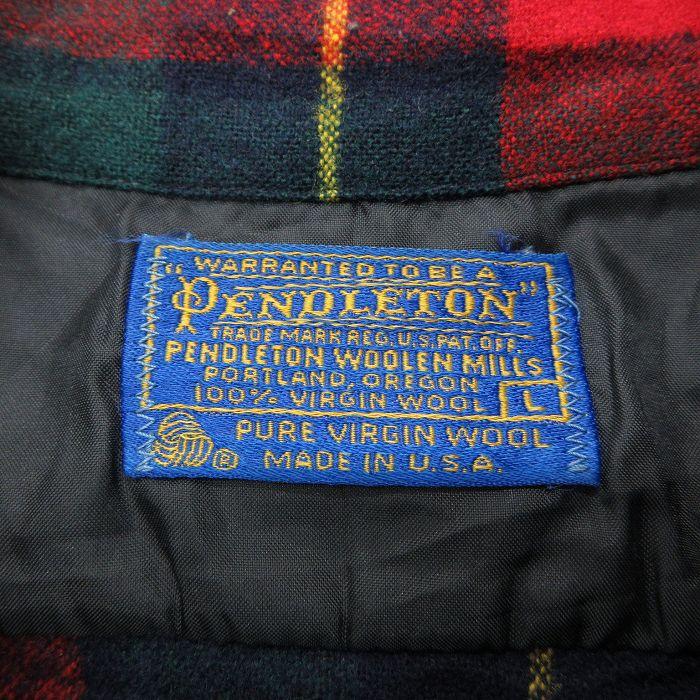 WARRANTED TO BE A
"PENDLETON"
TRADE MARK REG. U.S. PAT. OFF.
PENDLETON WOOLEN MILLS
PORTLAND, OREGON
100% VIRGIN WOOL L
PURE VIRGIN WOOL
® MADE IN U.S.A.